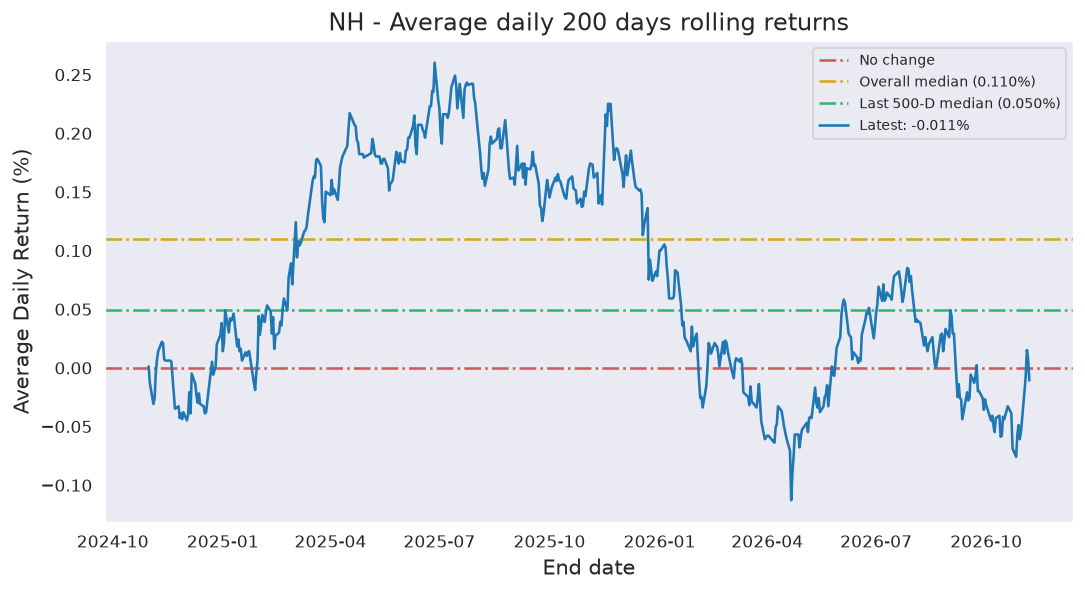 NH - Average daily 200 days rolling returns
No change
Overall median (0.110%)
Last 500-D median (0.050%)
Latest: -0.011%
Average Daily Return (%)
0.25
0.20
0.15
0.10
0.05
0.00
−0.05
−0.10
2024-10 2025-01 2025-04 2025-07 2025-10 2026-01 2026-04 2026-07 2026-10
End date